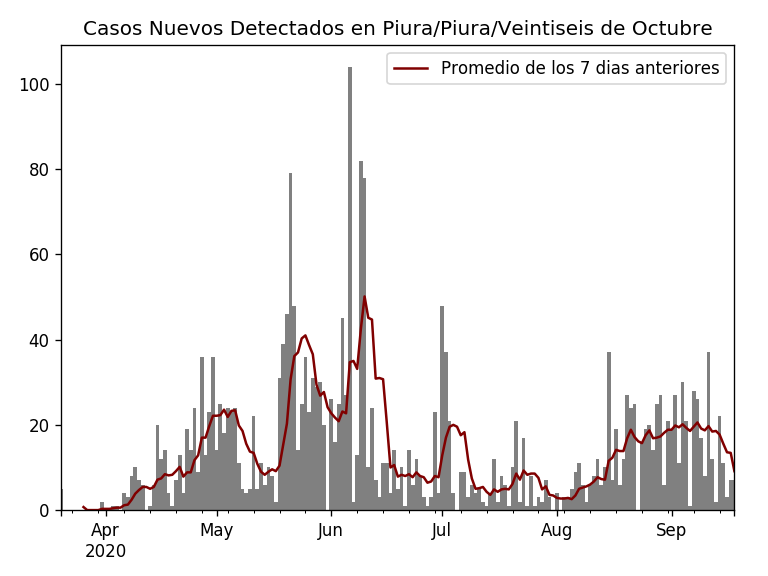 Casos Nuevos Detectados en Piura/Piura/Veintiseis de Octubre
Promedio de los 7 dias anteriores
100
80
60
40
20
0
Apr May Jun Jul Aug Sep
2020